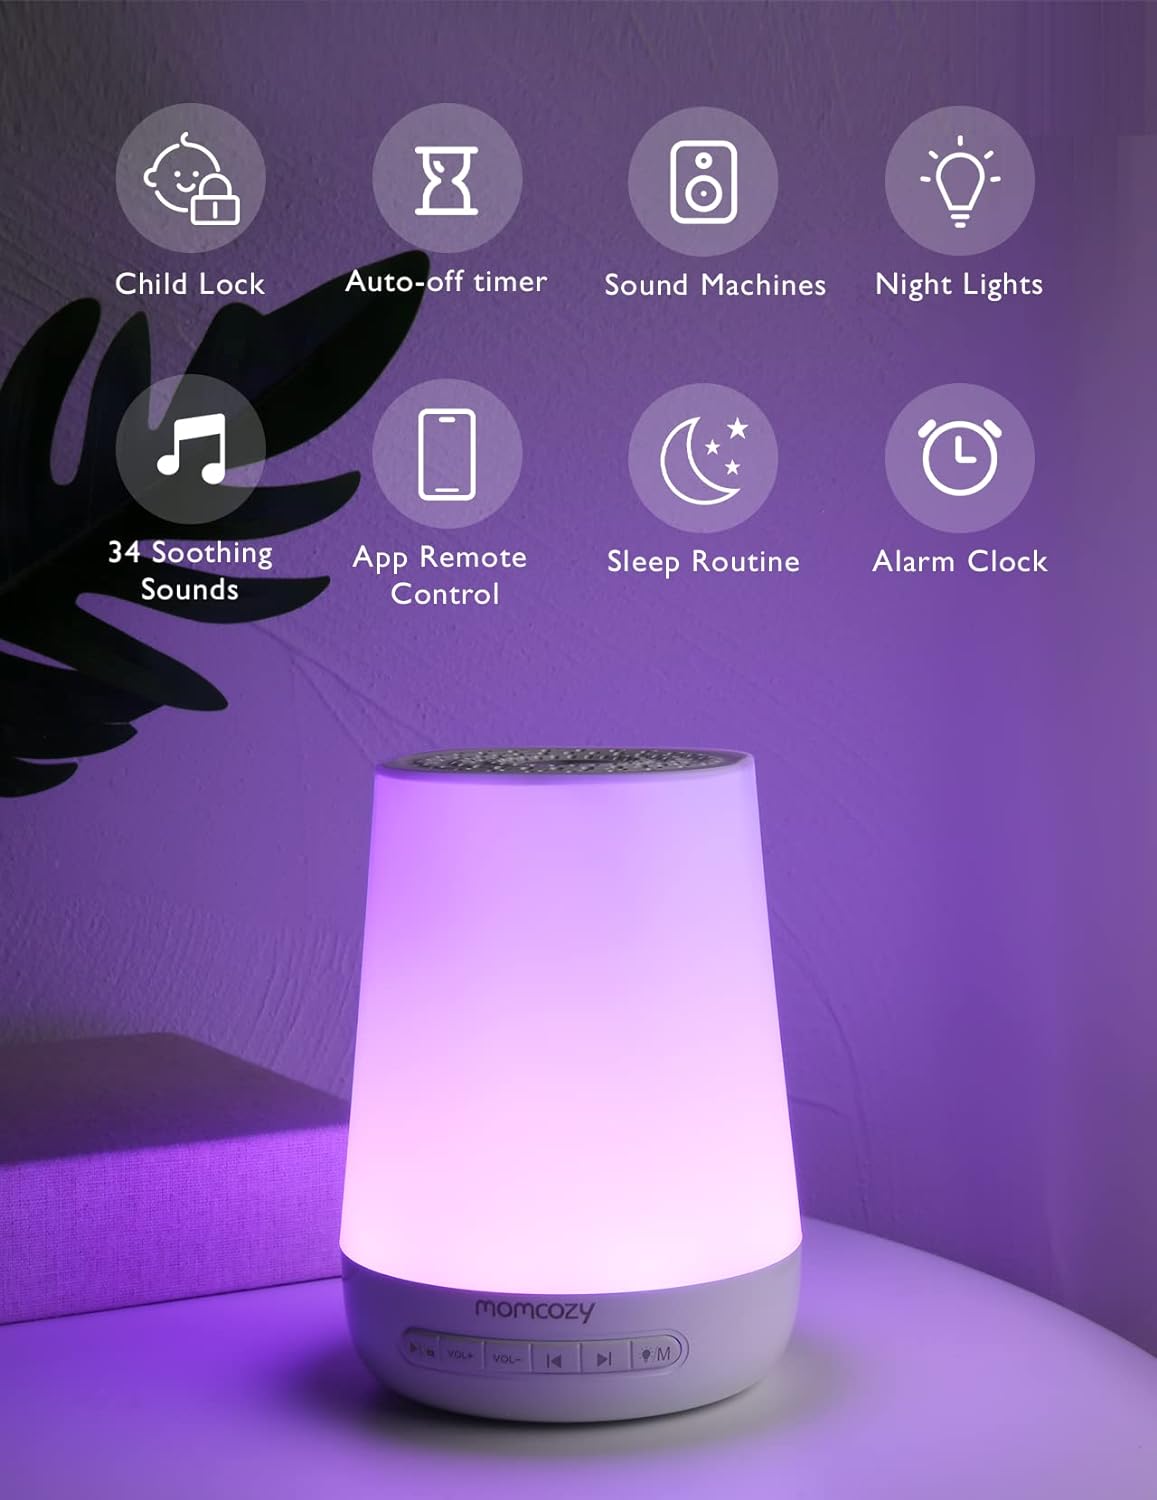 Child Lock
Auto-off timer
Sound Machines
Night Lights
34 Soothing
Sounds
App Remote
Control
Sleep Routine
Alarm Clock
momcozy
VOL+ VOL- M